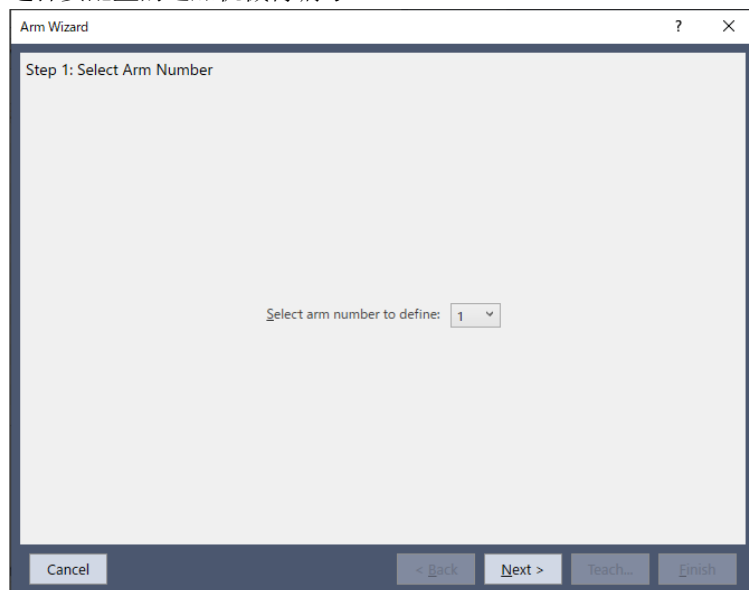 Arm Wizard ? ×
Step 1: Select Arm Number
Select arm number to define: 1
Cancel < Back Next > Teach... Finish